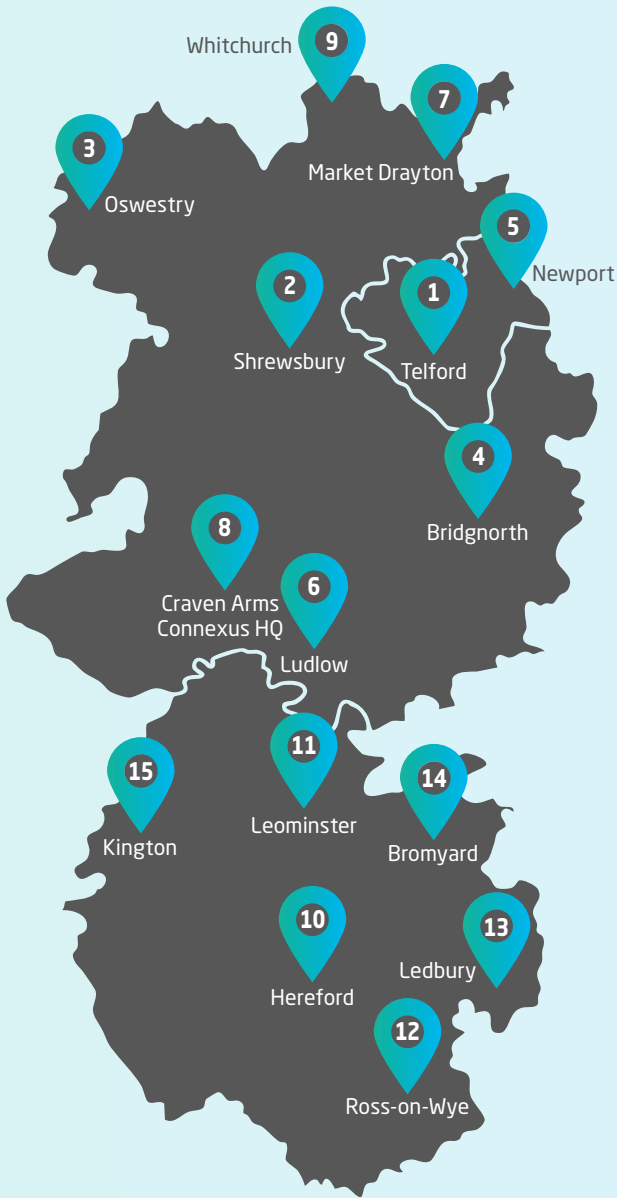 9
Whitchurch
7
3
Market Drayton
Oswestry
5
Newport
2
1
Shrewsbury
Telford
4
Bridgnorth
8
Craven Arms
Connexus HQ
6
Ludlow
11
15
14
Leominster
Kington
Bromyard
10
13
Ledbury
Hereford
12
Ross-on-Wye